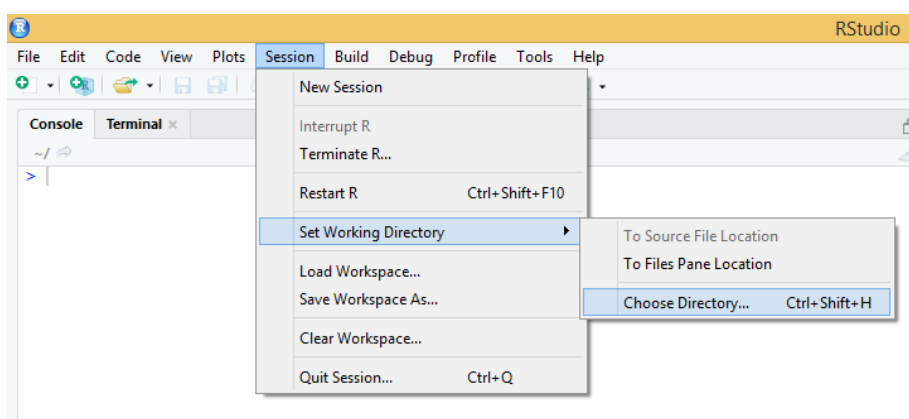 R RStudio
File Edit Code View Plots Session Build Debug Profile Tools Help
R
New Session
Console Terminal ×
Interrupt R
~/
Terminate R...
>
Restart R Ctrl+Shift+F10
Set Working Directory
To Source File Location
To Files Pane Location
Load Workspace...
Save Workspace As...
Choose Directory... Ctrl+Shift+H
Clear Workspace...
Quit Session... Ctrl+Q